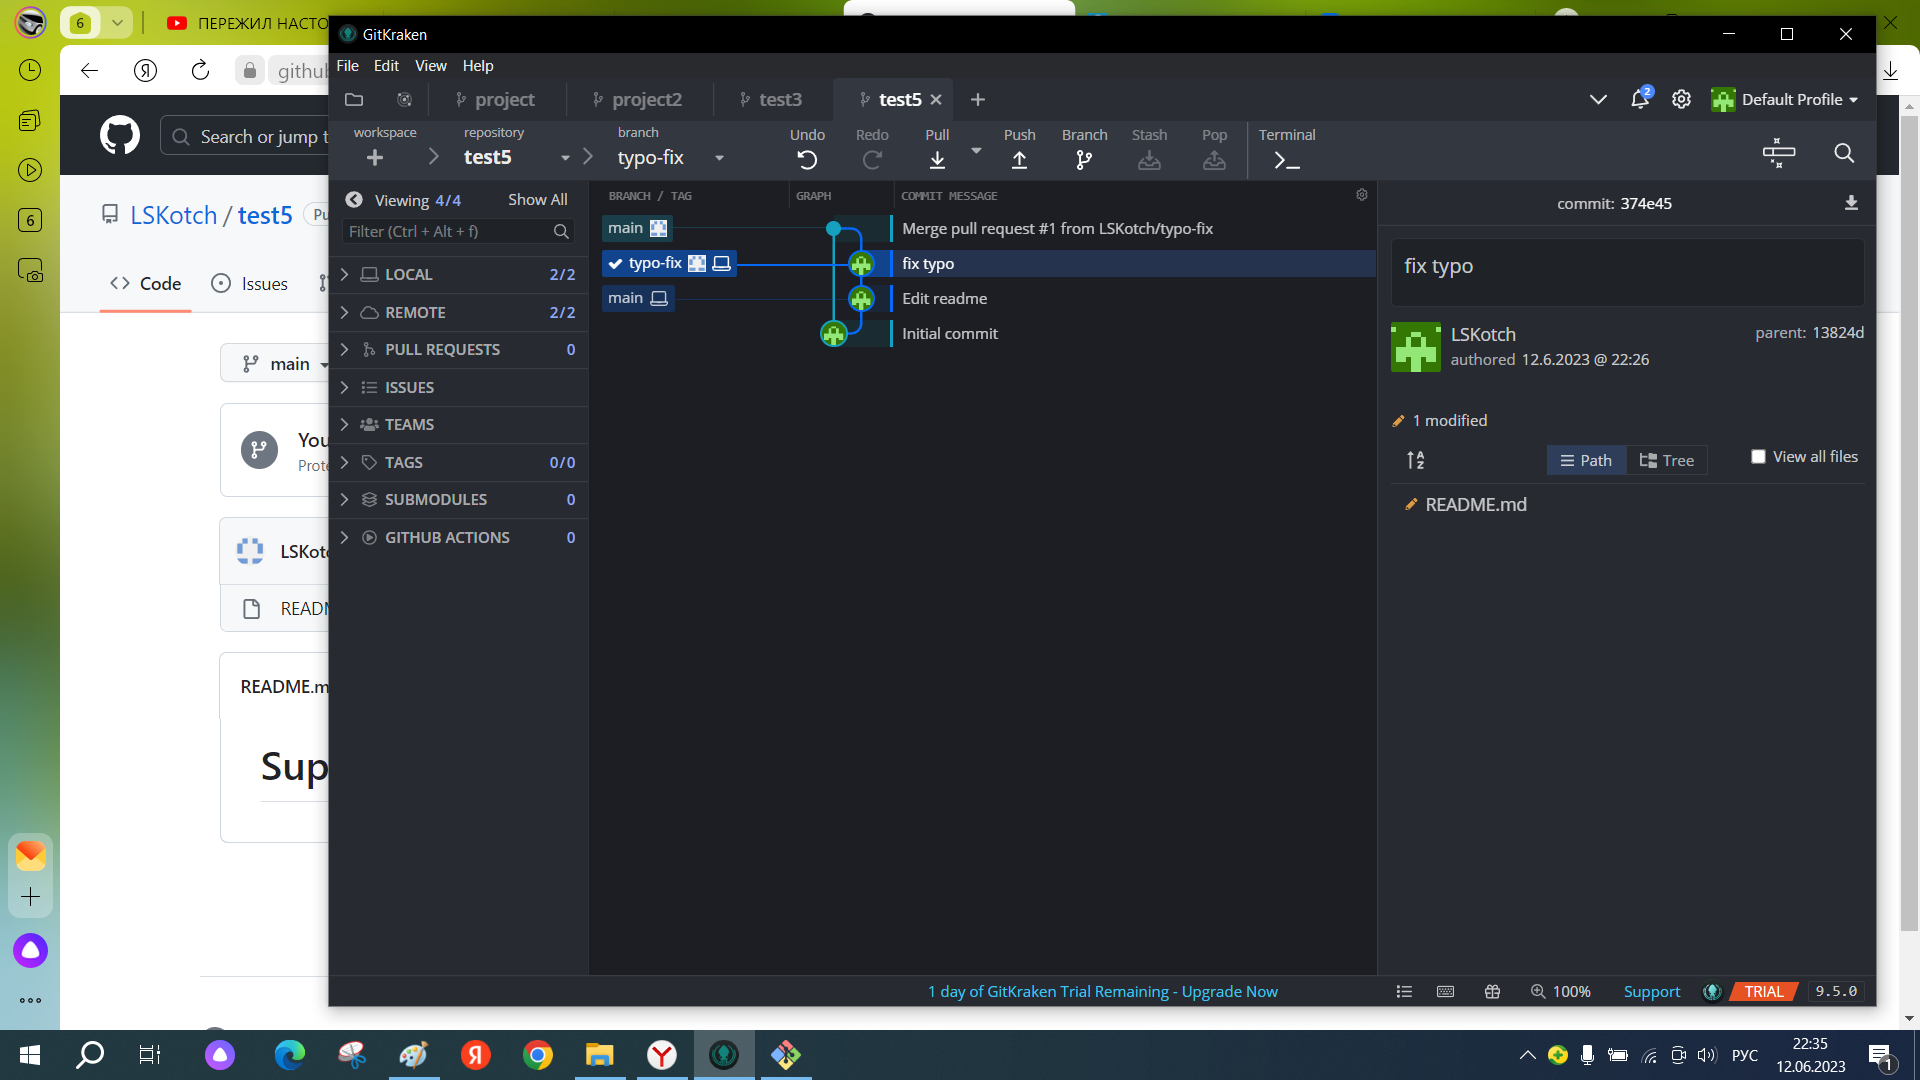 6
ПЕРЕЖИЛ НАСТО
GitKraken
File Edit View Help
github
project
project2
test3
test5
2
Default Profile
Search or jump t
workspace
repository
test5
branch
typo-fix
Undo
Redo
Pull
Push
Branch
Stash
Pop
Terminal
LSKotch / test5
Pu
Code
Issues
main
You
Prote
LSKotc
READM
README.m
Sup
6
Viewing 4/4
Show All
Filter (Ctrl + Alt + f)
LOCAL 2/2
REMOTE 2/2
PULL REQUESTS 0
ISSUES
TEAMS
TAGS 0/0
SUBMODULES 0
GITHUB ACTIONS 0
BRANCH / TAG
GRAPH
COMMIT MESSAGE
main
Merge pull request #1 from LSKotch/typo-fix
typo-fix
fix typo
main
Edit readme
Initial commit
commit: 374e45
fix typo
LSKotch
parent: 13824d
authored 12.6.2023 @ 22:26
1 modified
Path
Tree
View all files
README.md
1 day of GitKraken Trial Remaining - Upgrade Now
100%
Support
TRIAL
9.5.0
РУС
22:35
12.06.2023
1